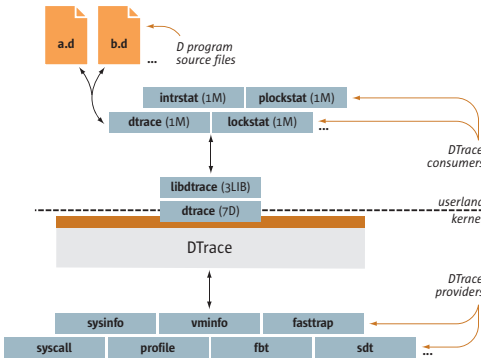 a.d b.d
...
D program
source files
intrstat (1M) plockstat (1M)
dtrace (1M) lockstat (1M) ...
DTrace
consumers
libdtrace (3LIB)
userland
dtrace (7D)
kerne
DTrace
DTrace
providers
sysinfo vminfo fasttrap
syscall profile fbt sdt ...